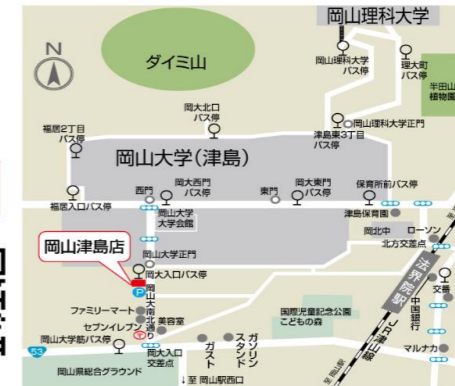 岡山理科大学
N
ダイミ山
岡山理科大学
バス停
理大町
バス停
半田山
植物園
岡大北口
バス停
福居2丁目
バス停
津島東3丁目
バス停
岡山理科大学正門
岡山大学(津島)
西門
岡大西門
バス停
東門
岡大東門
バス停
保育所前バス停
福居入口バス停
岡山大学
大学会館
津島保育園
岡山津島店
岡山大学正門
岡北中
ローソン
北方交差点
岡大入口バス停
P
法界院駅
交番
ファミリーマート
岡山大南北通り
美容室
セブンイレブン
国際児童記念公園
こどもの森
JR津山線
中国銀行
岡山大学筋バス停
53
岡大入口
交差点
ガスト
ガソリン
スタンド
マルナカ
岡山県総合グラウンド
↓至 岡山駅西口